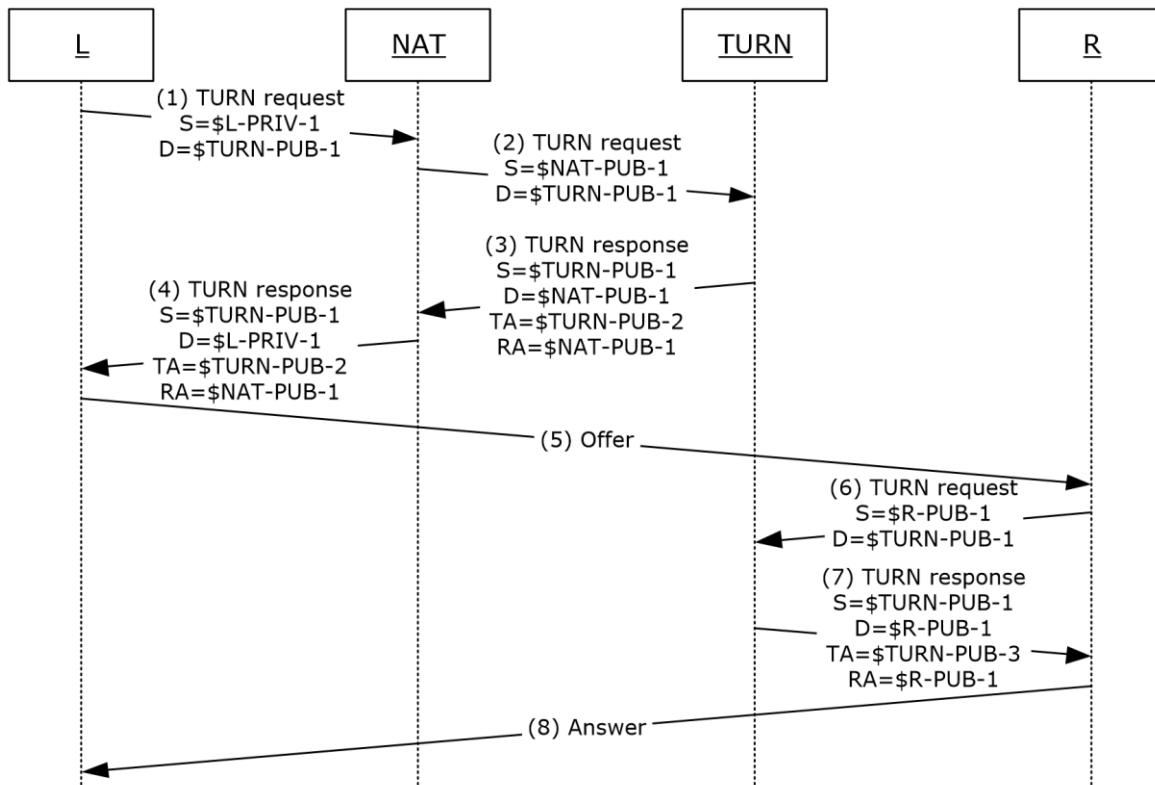 L
NAT
TURN
R
(1) TURN request
S=$L-PRIV-1
D=$TURN-PUB-1
(2) TURN request
S=$NAT-PUB-1
D=$TURN-PUB-1
(3) TURN response
S=$TURN-PUB-1
D=$NAT-PUB-1
TA=$TURN-PUB-2
RA=$NAT-PUB-1
(4) TURN response
S=$TURN-PUB-1
D=$L-PRIV-1
TA=$TURN-PUB-2
RA=$NAT-PUB-1
(5) Offer
(6) TURN request
S=$R-PUB-1
D=$TURN-PUB-1
(7) TURN response
S=$TURN-PUB-1
D=$R-PUB-1
TA=$TURN-PUB-3
RA=$R-PUB-1
(8) Answer